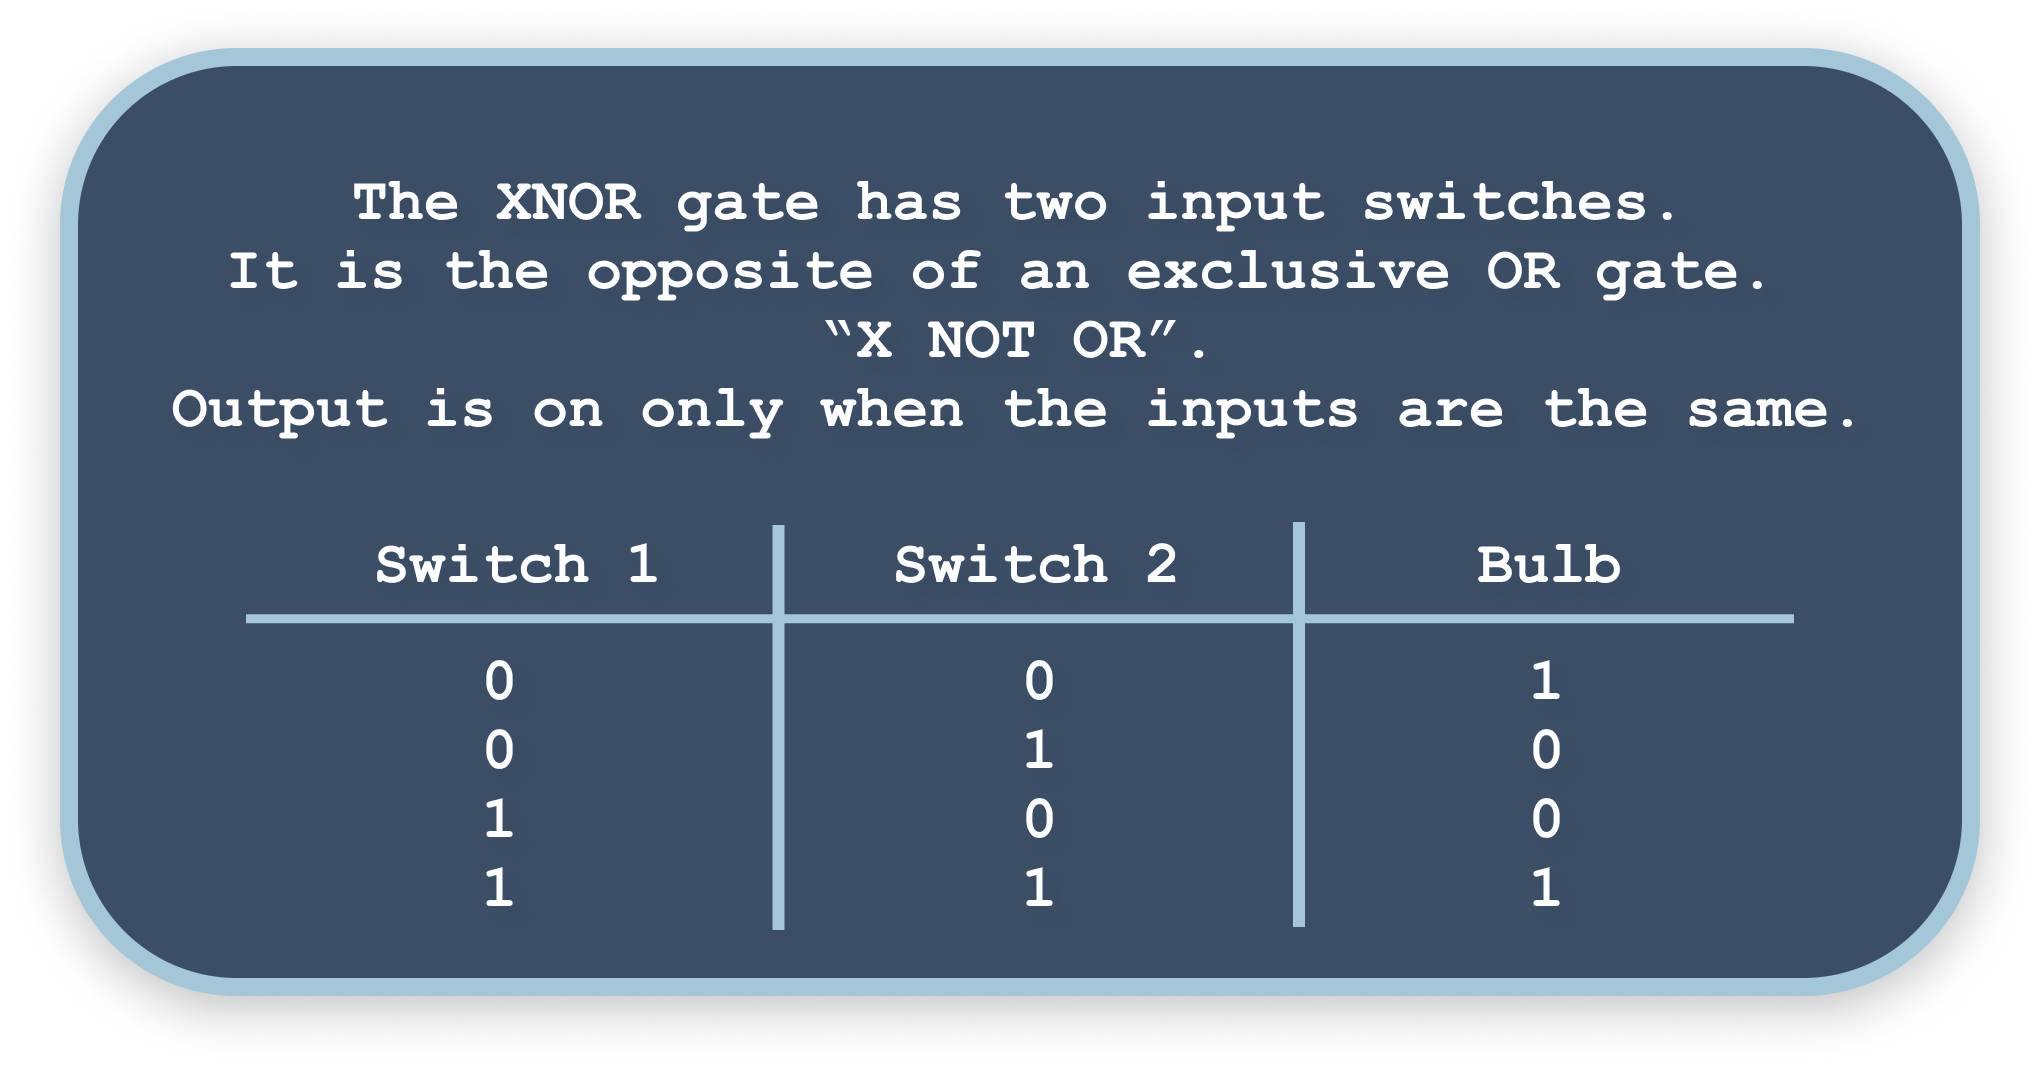 The XNOR gate has two input switches.
It is the opposite of an exclusive OR gate.
“X NOT OR”.
Output is on only when the inputs are the same.
Switch 1 Switch 2 Bulb
0 0 1
0 1 0
1 0 0
1 1 1